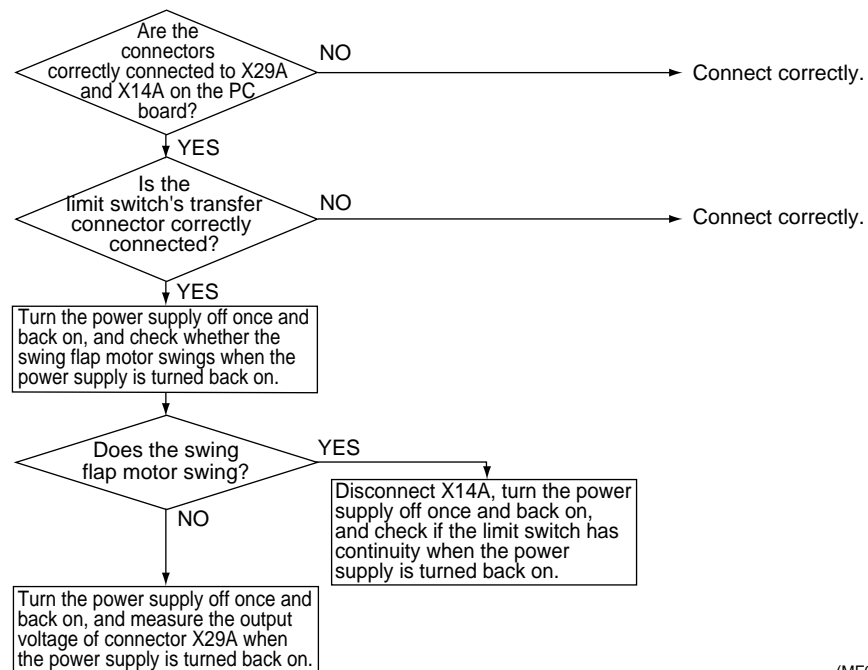 Are the
connectors
correctly connected to X29A
and X14A on the PC
board?
NO
Connect correctly.
YES
Is the
limit switch's transfer
connector correctly
connected?
NO
Connect correctly.
YES
Turn the power supply off once and
back on, and check whether the
swing flap motor swings when the
power supply is turned back on.
Does the swing
flap motor swing?
YES
NO
Disconnect X14A, turn the power
supply off once and back on,
and check if the limit switch has
continuity when the power
supply is turned back on.
Turn the power supply off once and
back on, and measure the output
voltage of connector X29A when
the power supply is turned back on.